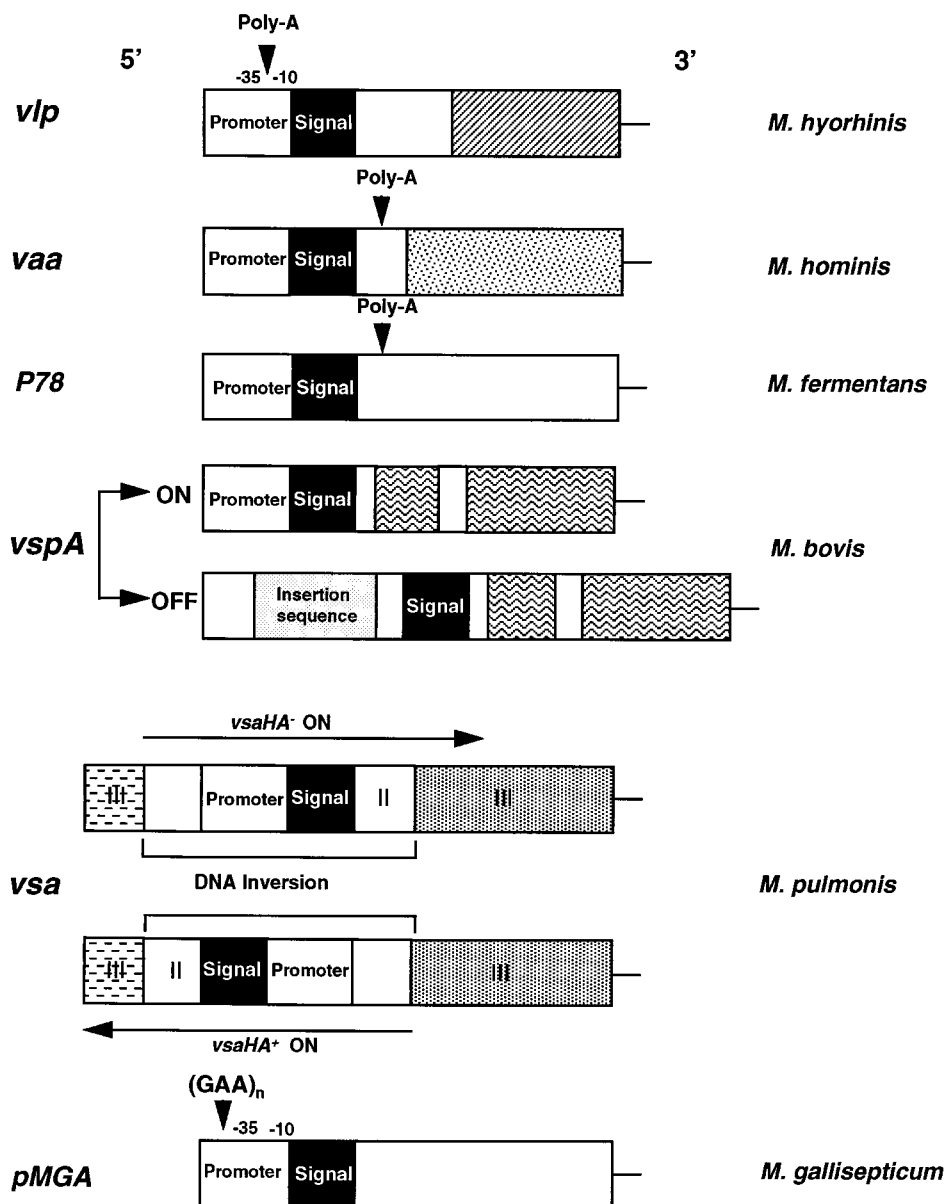 Poly-A
5’ 3’
-35 -10
vlp Promoter Signal M. hyorhinis
Poly-A
vaa Promoter Signal M. hominis
Poly-A
P78 Promoter Signal M. fermentans
ON Promoter Signal
vspA M. bovis
OFF Insertion sequence Signal
vsaHA- ON
III Promoter Signal II III
vsa DNA Inversion M. pulmonis
III II Signal Promoter III
vsaHA+ ON
(GAA)n
-35 -10
pMGA Promoter Signal M. gallisepticum